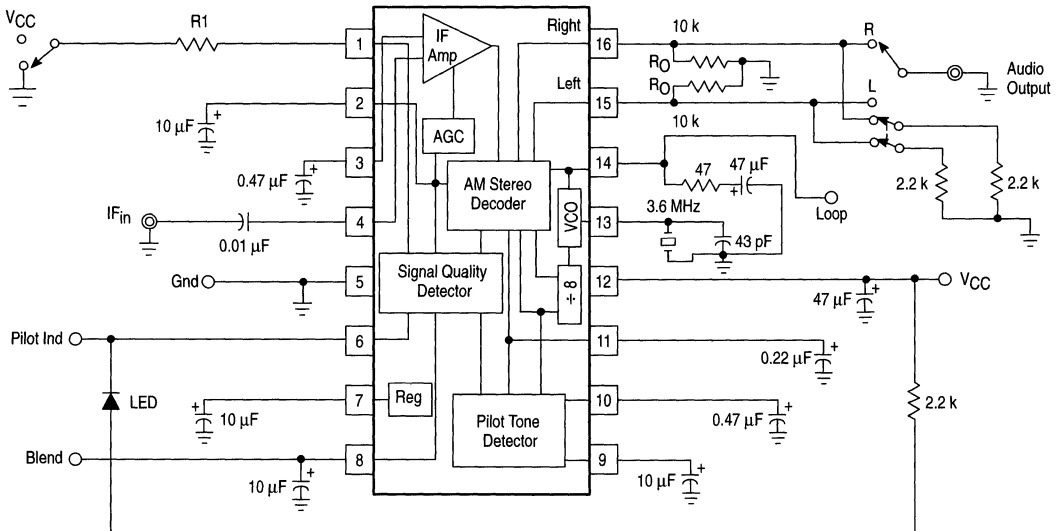 VCC
R1
1
IF
Amp
Right
16
10 k
R
RO
RO
Audio
Output
Left
15
10 k
L
2
10 µF
+
AGC
3
0.47 µF
+
AM Stereo
Decoder
14
47
47 µF
+
Loop
2.2 k
2.2 k
IFin
0.01 µF
4
VCO
13
3.6 MHz
43 pF
Gnd
5
Signal Quality
Detector
÷ 8
12
VCC
47 µF
+
Pilot Ind
6
11
0.22 µF
+
LED
7
Reg
10 µF
+
10
0.47 µF
+
2.2 k
Pilot Tone
Detector
Blend
8
10 µF
+
9
10 µF
+